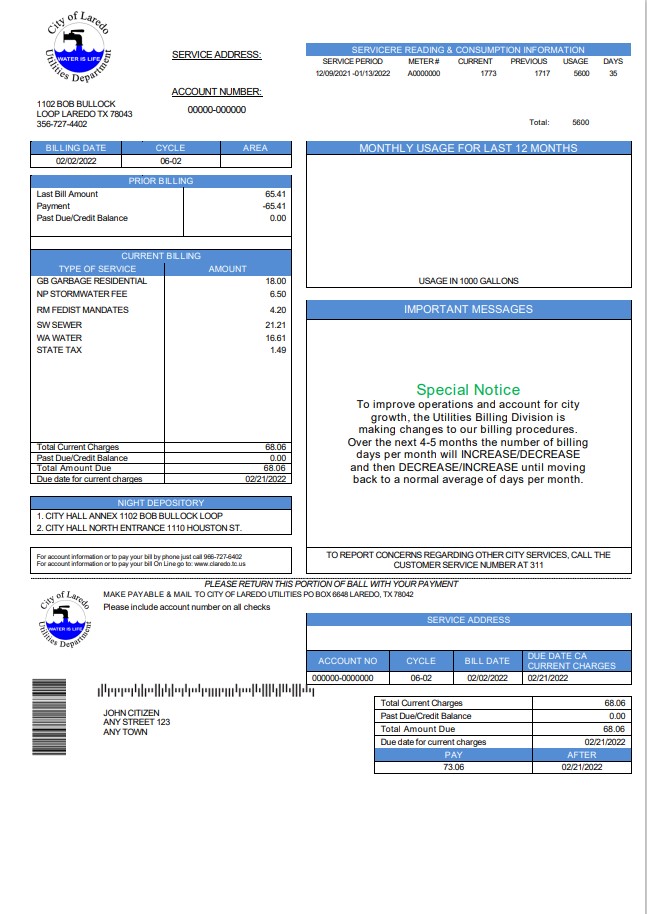 City of Laredo
WATER IS LIFE
Utilities Department
SERVICE ADDRESS:
ACCOUNT NUMBER:
00000-000000
1102 BOB BULLOCK
LOOP LAREDO TX 78043
356-727-4402
SERVICERE READING & CONSUMPTION INFORMATION
SERVICE PERIOD METER # CURRENT PREVIOUS USAGE DAYS
12/09/2021 -01/13/2022 A0000000 1773 1717 5600 35
Total: 5600
BILLING DATE CYCLE AREA
02/02/2022 06-02
PRIOR BILLING
Last Bill Amount 65.41
Payment -65.41
Past Due/Credit Balance 0.00
CURRENT BILLING
TYPE OF SERVICE AMOUNT
GB GARBAGE RESIDENTIAL 18.00
NP STORMWATER FEE 6.50
RM FEDIST MANDATES 4.20
SW SEWER 21.21
WA WATER 16.61
STATE TAX 1.49
Total Current Charges 68.06
Past Due/Credit Balance 0.00
Total Amount Due 68.06
Due date for current charges 02/21/2022
NIGHT DEPOSITORY
1. CITY HALL ANNEX 1102 BOB BULLOCK LOOP
2. CITY HALL NORTH ENTRANCE 1110 HOUSTON ST.
For account information or to pay your bill by phone just call 966-727-6402
For account information or to pay your bill On Line go to: www.claredo.tc.us
MONTHLY USAGE FOR LAST 12 MONTHS
USAGE IN 1000 GALLONS
IMPORTANT MESSAGES
Special Notice
To improve operations and account for city
growth, the Utilities Billing Division is
making changes to our billing procedures.
Over the next 4-5 months the number of billing
days per month will INCREASE/DECREASE
and then DECREASE/INCREASE until moving
back to a normal average of days per month.
TO REPORT CONCERNS REGARDING OTHER CITY SERVICES, CALL THE
CUSTOMER SERVICE NUMBER AT 311
PLEASE RETURN THIS PORTION OF BALL WITH YOUR PAYMENT
City of Laredo
WATER IS LIFE
Utilities Department
MAKE PAYABLE & MAIL TO CITY OF LAREDO UTILITIES PO BOX 6648 LAREDO, TX 78042
Please include account number on all checks
SERVICE ADDRESS
ACCOUNT NO CYCLE BILL DATE DUE DATE CA
CURRENT CHARGES
000000-0000000 06-02 02/02/2022 02/21/2022
JOHN CITIZEN
ANY STREET 123
ANY TOWN
Total Current Charges 68.06
Past Due/Credit Balance 0.00
Total Amount Due 68.06
Due date for current charges 02/21/2022
PAY AFTER
73.06 02/21/2022